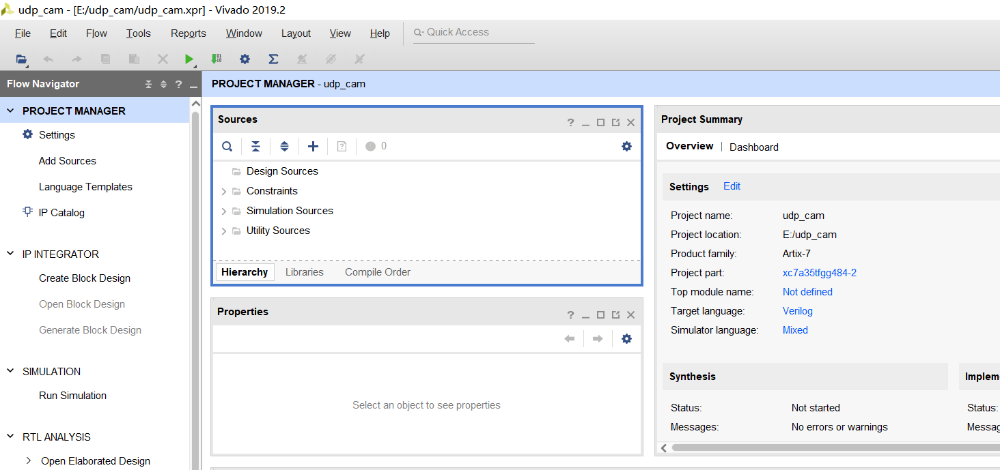 udp_cam - [E:/udp_cam/udp_cam.xpr] - Vivado 2019.2
File Edit Flow Tools Reports Window Layout View Help Quick Access
Flow Navigator ? _
PROJECT MANAGER - udp_cam
PROJECT MANAGER
Settings
Add Sources
Language Templates
IP Catalog
IP INTEGRATOR
Create Block Design
Open Block Design
Generate Block Design
SIMULATION
Run Simulation
RTL ANALYSIS
Open Elaborated Design
Sources
0
Design Sources
Constraints
Simulation Sources
Utility Sources
Hierarchy Libraries Compile Order
Properties
Select an object to see properties
Project Summary
Overview | Dashboard
Settings Edit
Project name: udp_cam
Project location: E:/udp_cam
Product family: Artix-7
Project part: xc7a35tfgg484-2
Top module name: Not defined
Target language: Verilog
Simulator language: Mixed
Synthesis
Status: Not started
Messages: No errors or warnings
Implem
Status:
Messag